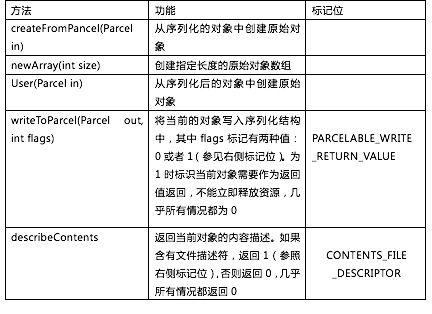 方法 功能 标记位
createFromPancel(Parcel 从序列化的对象中创建原始对
in) 象
newArray(int size) 创建指定长度的原始对象数组
User(Parcel in) 从序列化后的对象中创建原始
对象
writeToParcel(Parcel out, 将当前的对象写入序列化结构
int flags) 中，其中 flags 标记有两种值：
0 或者 1（参见右侧标记位）。为 PARCELABLE_WRITE
1 时标识当前对象需要作为返回 _RETURN_VALUE
值返回，不能立即释放资源，几
乎所有情况都为 0
describeContents 返回当前对象的内容描述。如果
含有文件描述符，返回 1（参照 CONTENTS_FILE
右侧标记位），否则返回 0，几乎 _DESCRIPTOR
所有情况都返回 0